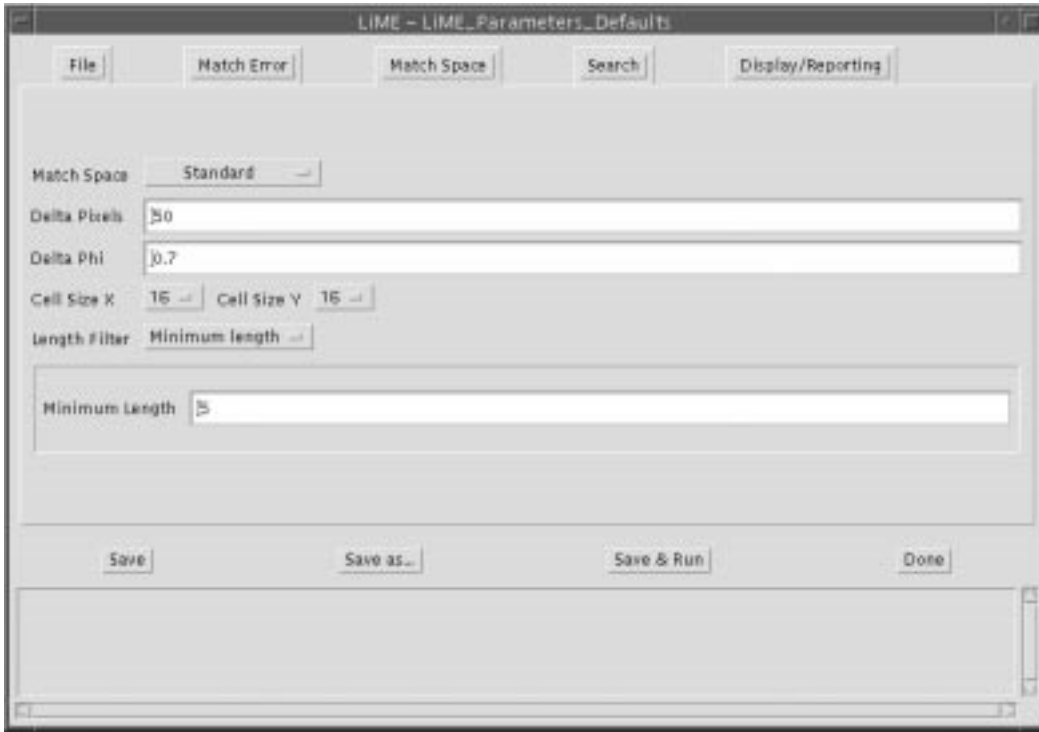 LiME - LiME_Parameters_Defaults
File Match Error Match Space Search Display/Reporting
Match Space Standard
Delta Pixels 50
Delta Phi 0.7
Cell Size X 16 Cell Size Y 16
Length Filter Minimum length
Minimum Length 5
Save Save as... Save & Run Done